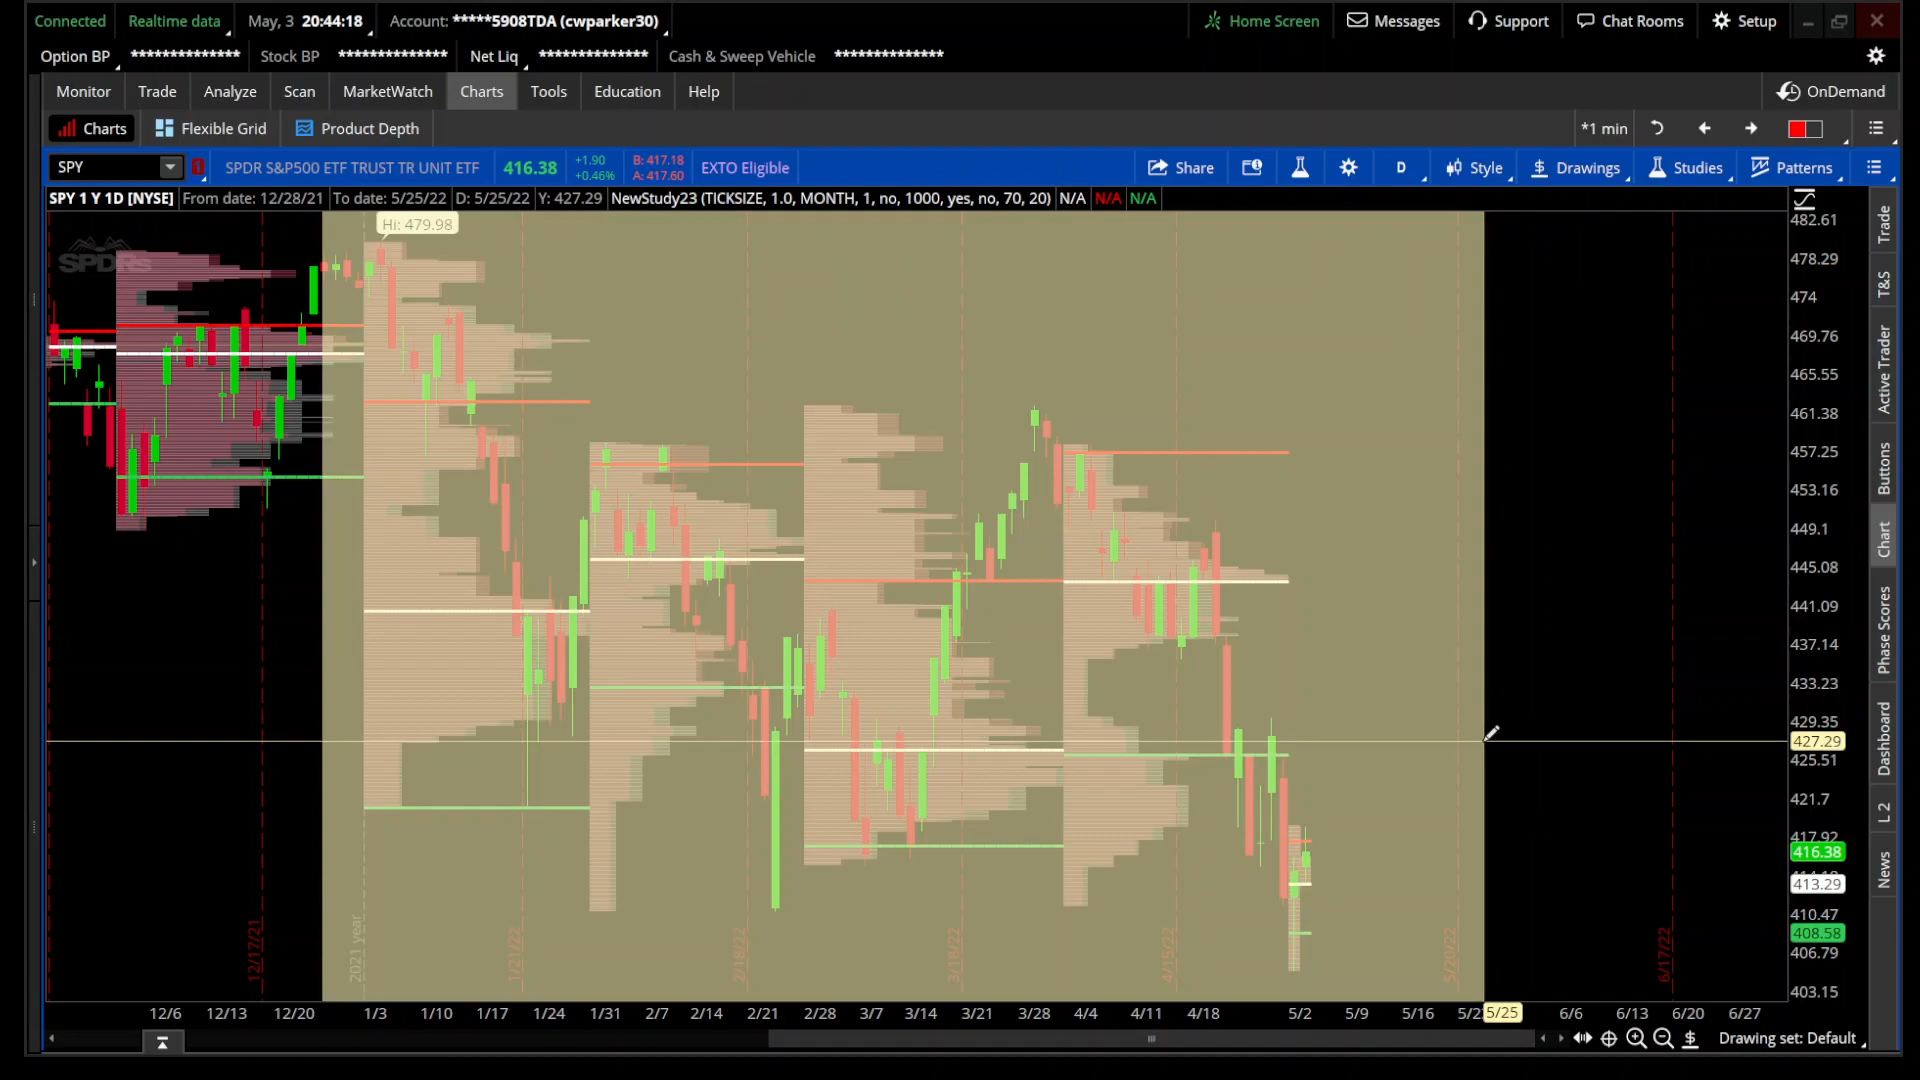 Connected Realtime data May, 3 20:44:18 Account: *****5908TDA (cwparker30) Home Screen Messages Support Chat Rooms Setup
Option BP ************** Stock BP ************** Net Liq ************** Cash & Sweep Vehicle **************
Monitor Trade Analyze Scan MarketWatch Charts Tools Education Help OnDemand
Charts Flexible Grid Product Depth *1 min
SPY 1 SPDR S&P500 ETF TRUST TR UNIT ETF 416.38 +1.90 +0.46% B: 417.18 A: 417.60 EXTO Eligible Share D Style Drawings Studies Patterns
SPY 1 Y 1D [NYSE] From date: 12/28/21 To date: 5/25/22 D: 5/25/22 Y: 427.29 NewStudy23 (TICKSIZE, 1.0, MONTH, 1, no, 1000, yes, no, 70, 20) N/A N/A N/A
Hi: 479.98
SPDRs
482.61
478.29
474
469.76
465.55
461.38
457.25
453.16
449.1
445.08
441.09
437.14
433.23
429.35
427.29
425.51
421.7
417.92
416.38
413.29
410.47
408.58
406.79
403.15
Trade
T&S
Active Trader
Buttons
Chart
Phase Scores
Dashboard
L 2
News
12/17/21 2021 year 1/21/22 2/18/22 3/18/22 4/15/22 5/20/22 6/17/22
12/6 12/13 12/20 1/3 1/10 1/17 1/24 1/31 2/7 2/14 2/21 2/28 3/7 3/14 3/21 3/28 4/4 4/11 4/18 5/2 5/9 5/16 5/25 6/6 6/13 6/20 6/27
Drawing set: Default